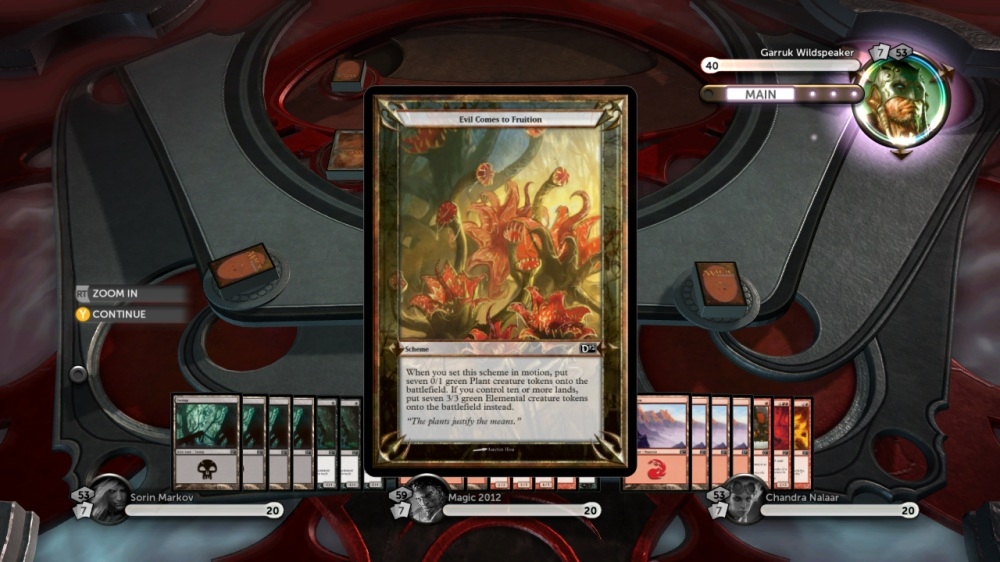 Garruk Wildspeaker
7 53
40
MAIN
Evil Comes to Fruition
RT ZOOM IN
Y CONTINUE
Scheme
When you set this scheme in motion, put
seven 0/1 green Plant creature tokens onto the
battlefield. If you control ten or more lands,
put seven 3/3 green Elemental creature tokens
onto the battlefield instead.
“The plants justify the means.”
53 Sorin Markov
7 20
59 Magic 2012
7 20
53 Chandra Nalaar
7 20